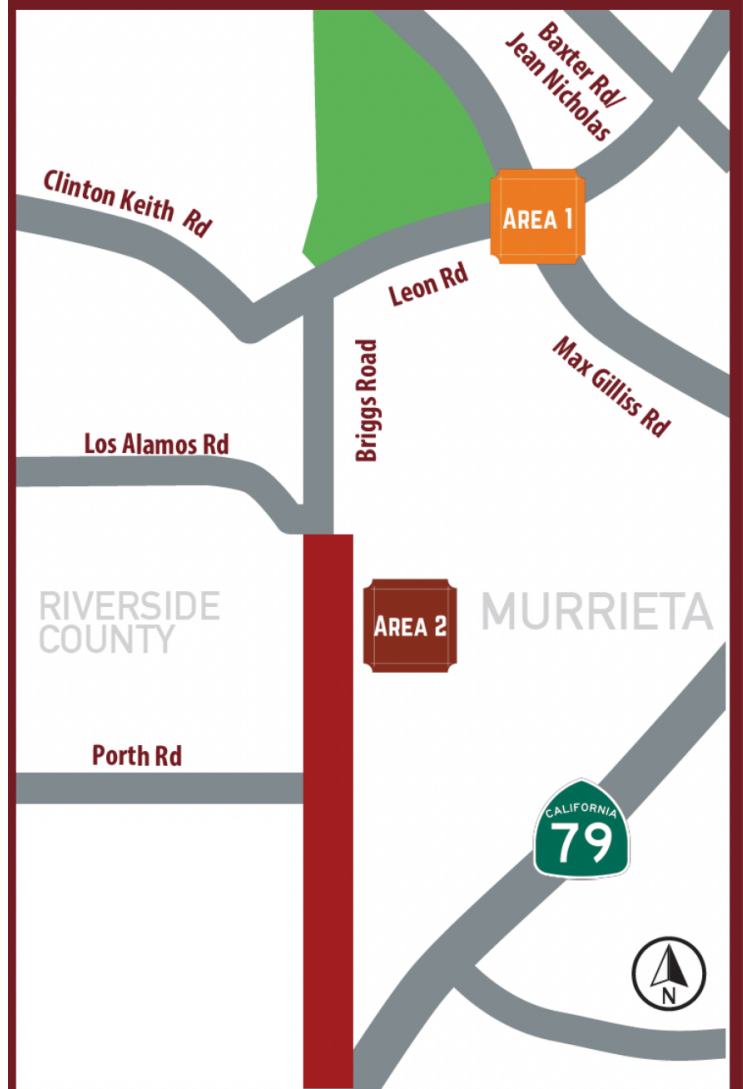 Baxter Rd/
Jean Nicholas
Clinton Keith Rd
AREA 1
Leon Rd
Max Gilliss Rd
Briggs Road
Los Alamos Rd
RIVERSIDE
COUNTY
AREA 2
MURRIETA
Porth Rd
CALIFORNIA
79
N